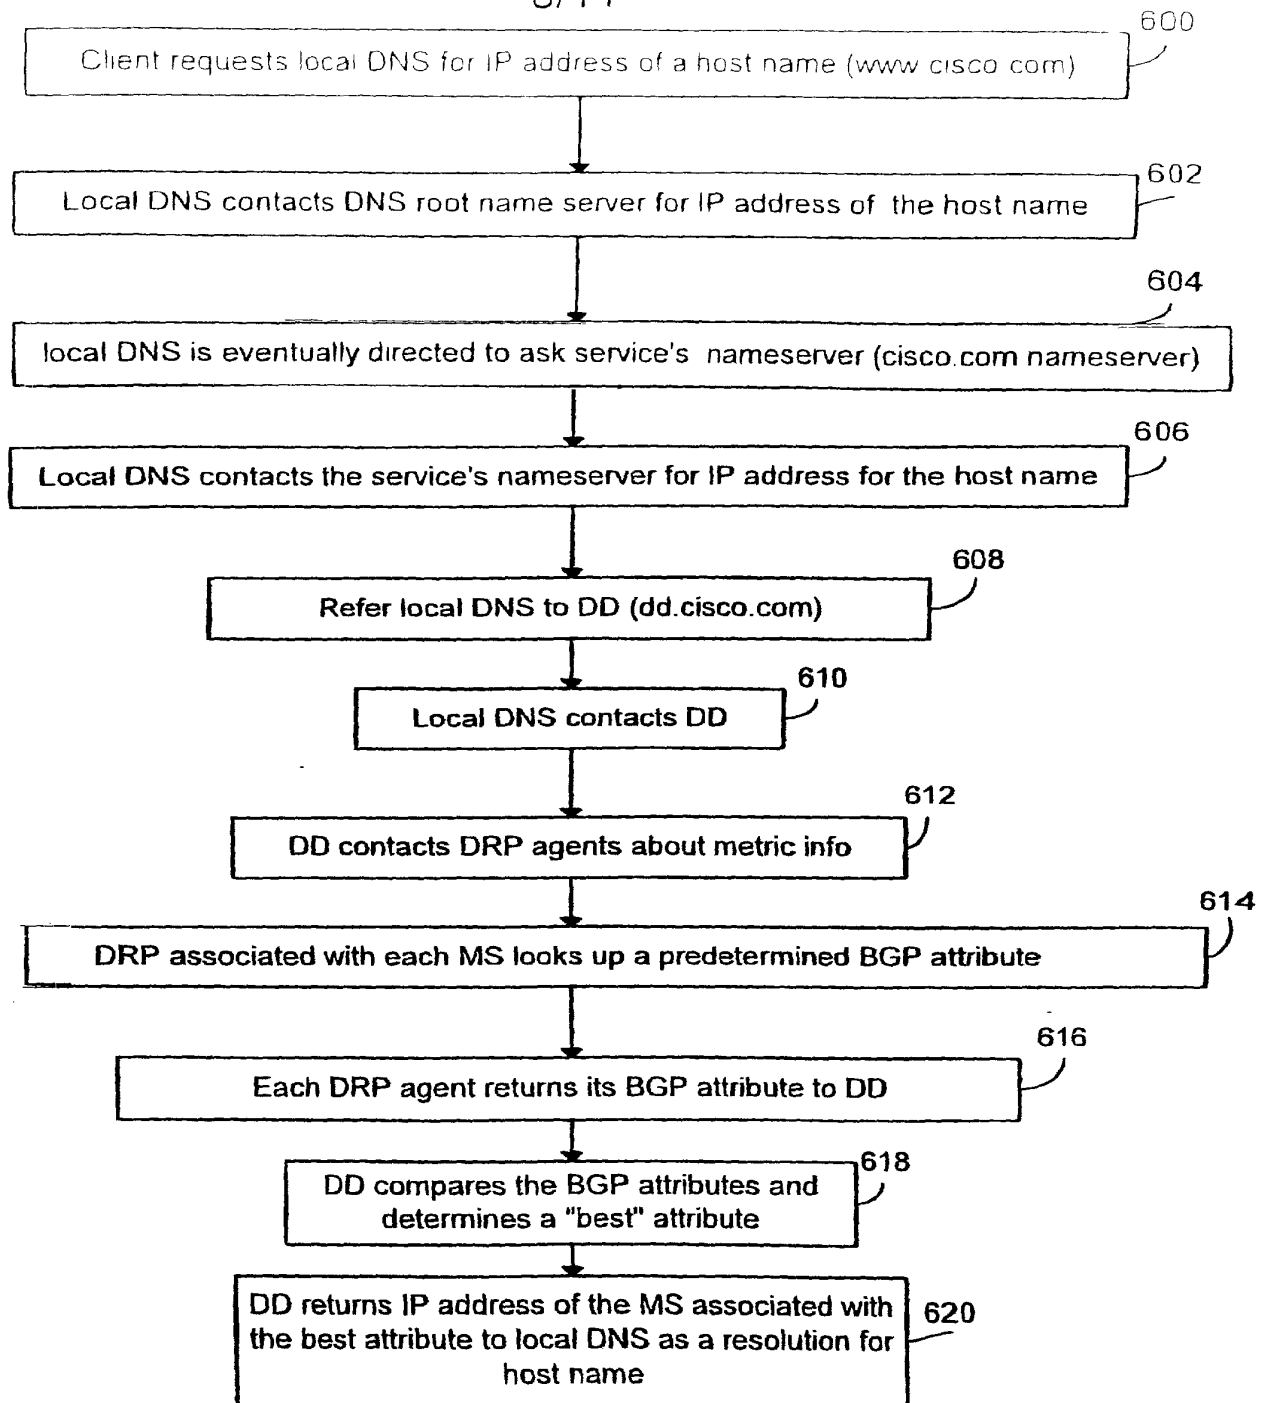 600
Client requests local DNS for IP address of a host name (www cisco com)
602
Local DNS contacts DNS root name server for IP address of the host name
604
local DNS is eventually directed to ask service's nameserver (cisco.com nameserver)
606
Local DNS contacts the service's nameserver for IP address for the host name
608
Refer local DNS to DD (dd.cisco.com)
610
Local DNS contacts DD
612
DD contacts DRP agents about metric info
614
DRP associated with each MS looks up a predetermined BGP attribute
616
Each DRP agent returns its BGP attribute to DD
618
DD compares the BGP attributes and
determines a "best" attribute
620
DD returns IP address of the MS associated with
the best attribute to local DNS as a resolution for
host name